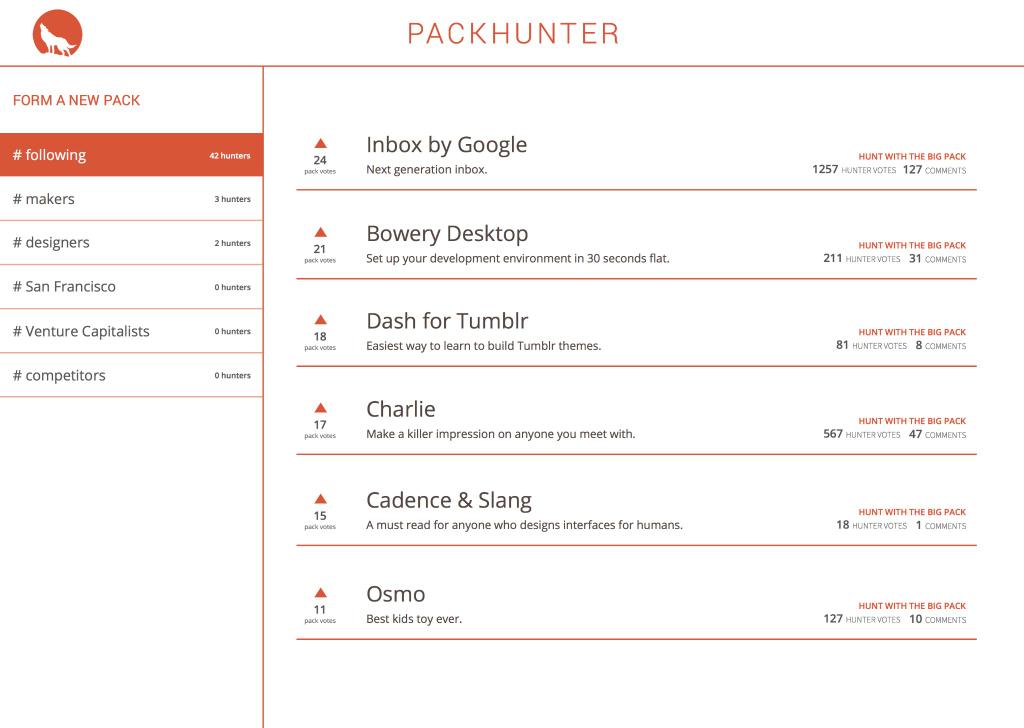 PACKHUNTER
FORM A NEW PACK
# following 42 hunters
# makers 3 hunters
# designers 2 hunters
# San Francisco 0 hunters
# Venture Capitalists 0 hunters
# competitors 0 hunters
24
pack votes
Inbox by Google
Next generation inbox.
HUNT WITH THE BIG PACK
1257 HUNTER VOTES 127 COMMENTS
21
pack votes
Bowery Desktop
Set up your development environment in 30 seconds flat.
HUNT WITH THE BIG PACK
211 HUNTER VOTES 31 COMMENTS
18
pack votes
Dash for Tumblr
Easiest way to learn to build Tumblr themes.
HUNT WITH THE BIG PACK
81 HUNTER VOTES 8 COMMENTS
17
pack votes
Charlie
Make a killer impression on anyone you meet with.
HUNT WITH THE BIG PACK
567 HUNTER VOTES 47 COMMENTS
15
pack votes
Cadence & Slang
A must read for anyone who designs interfaces for humans.
HUNT WITH THE BIG PACK
18 HUNTER VOTES 1 COMMENTS
11
pack votes
Osmo
Best kids toy ever.
HUNT WITH THE BIG PACK
127 HUNTER VOTES 10 COMMENTS